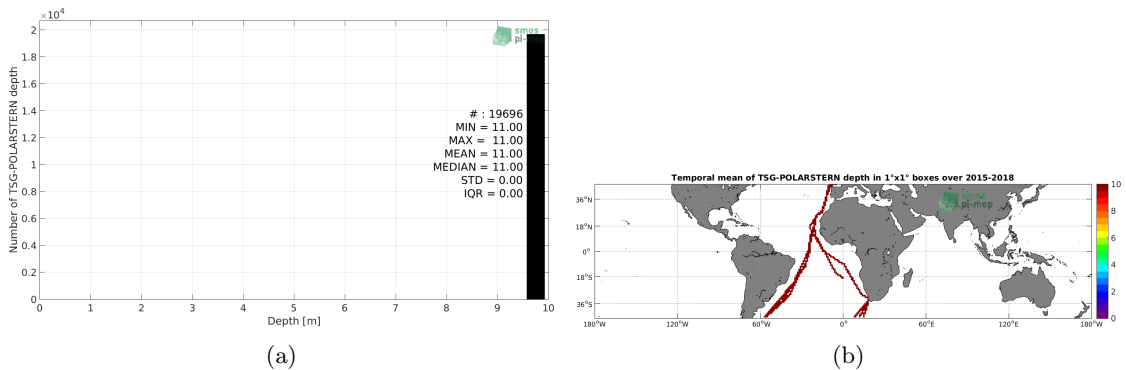 ×10⁴
2
1.8
1.6
1.4
1.2
1
0.8
0.6
0.4
0.2
0
Number of TSG-POLARSTERN depth
smos
pi-mep
# : 19696
MIN = 11.00
MAX = 11.00
MEAN = 11.00
MEDIAN = 11.00
STD = 0.00
IQR = 0.00
0 1 2 3 4 5 6 7 8 9 10
Depth [m]
(a)
Temporal mean of TSG-POLARSTERN depth in 1°x1° boxes over 2015-2018
smos
pi-mep
36°N
18°N
0°
18°S
36°S
180°W 120°W 60°W 0° 60°E 120°E 180°W
10
8
6
4
2
0
(b)